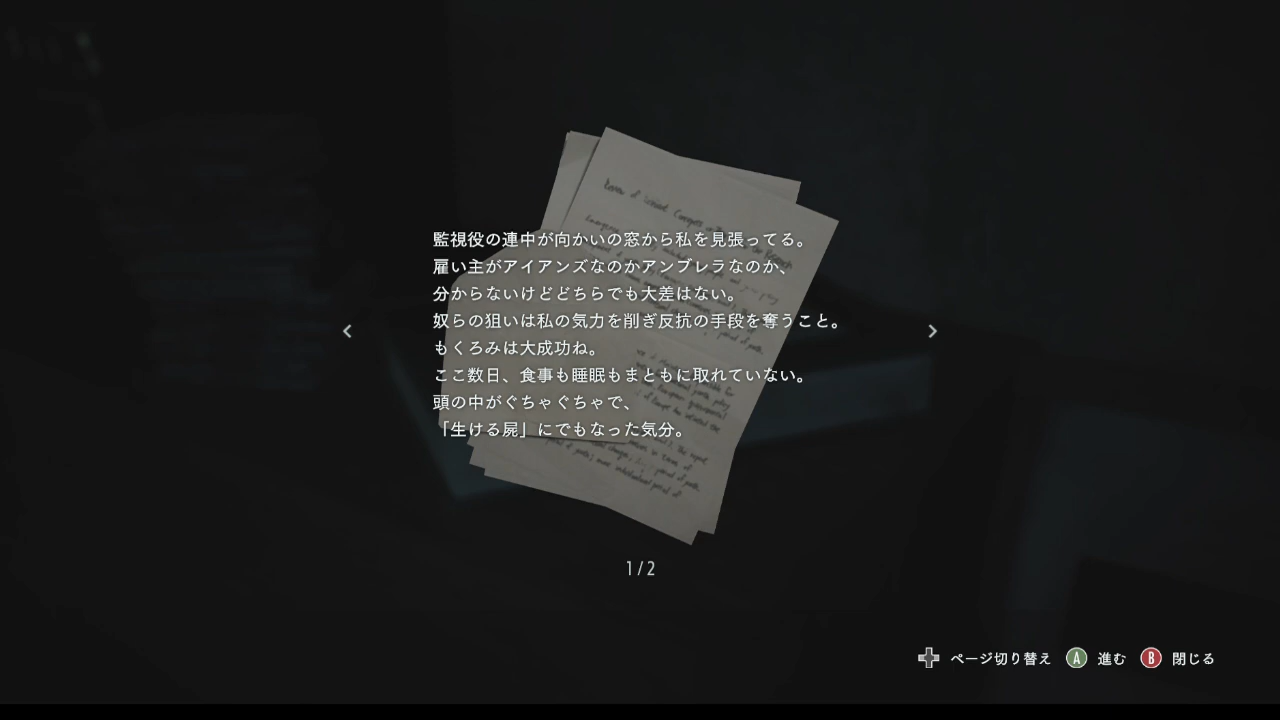 監視役の連中が向かいの窓から私を見張ってる。
雇い主がアイアンズなのかアンブレラなのか、
分からないけどどちらでも大差はない。
奴らの狙いは私の気力を削ぎ反抗の手段を奪うこと。
もくろみは大成功ね。
ここ数日、食事も睡眠もまともに取れていない。
頭の中がぐちゃぐちゃで、
「生ける屍」にでもなった気分。
1/2
ページ切り替え A 進む B 閉じる